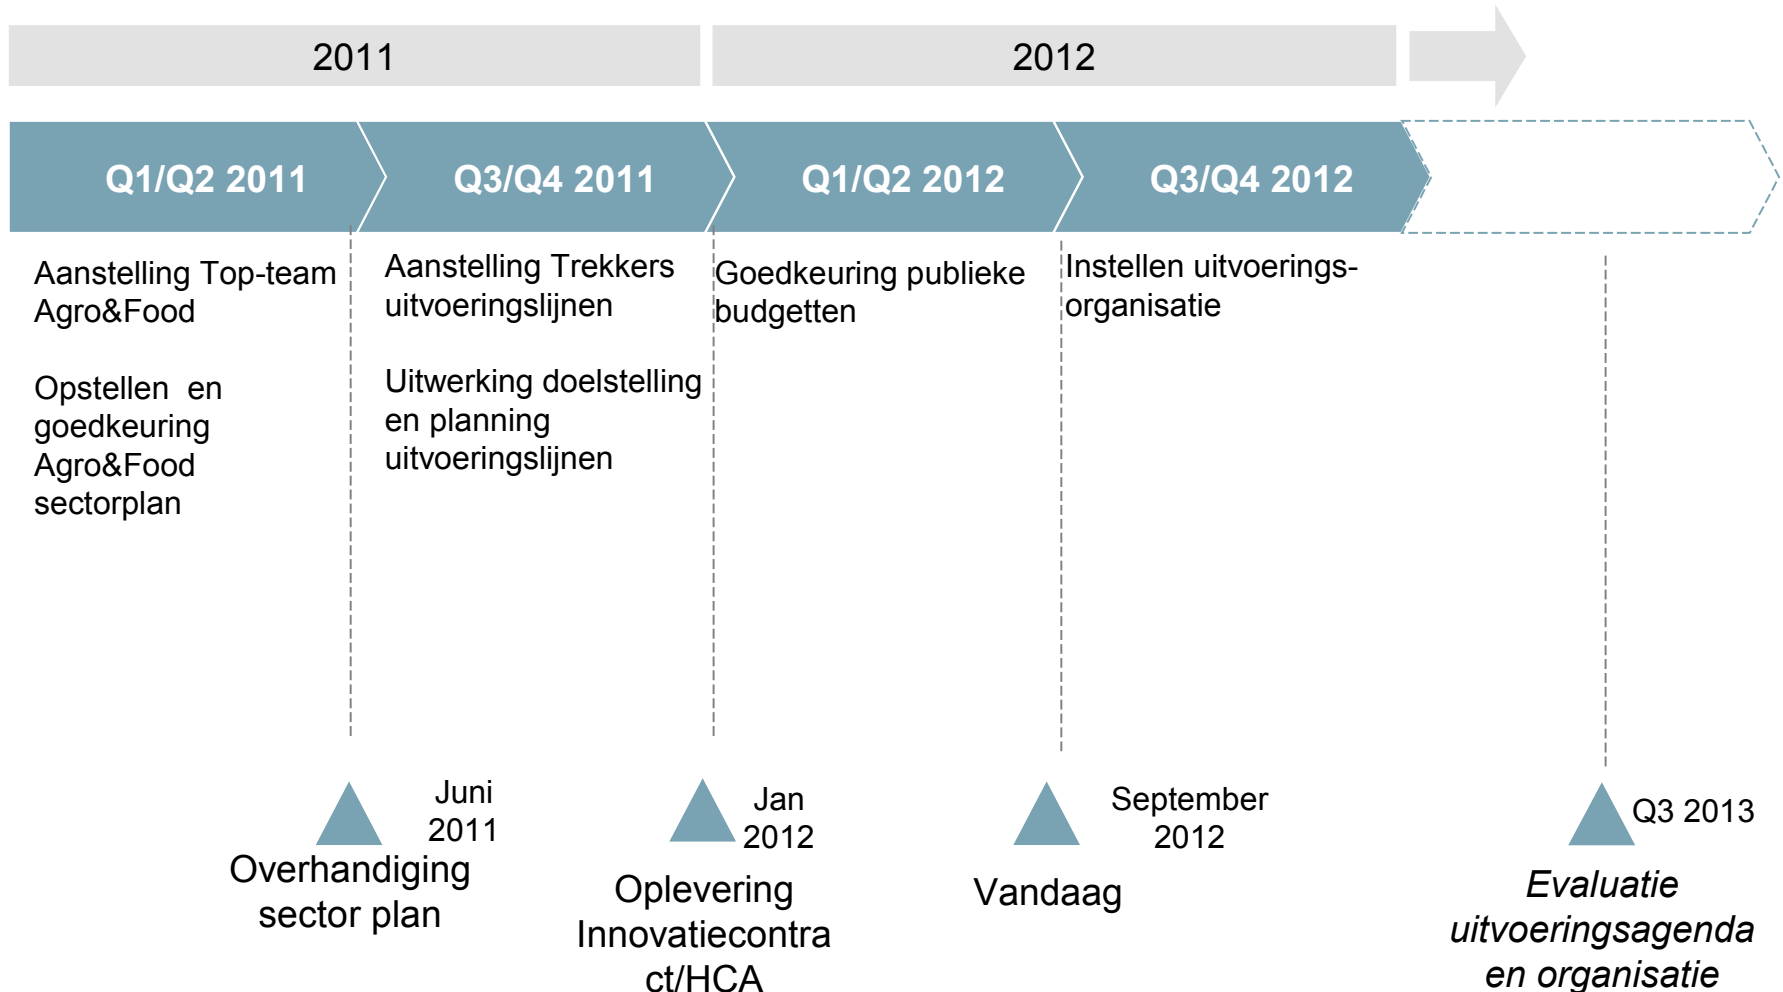 2011
2012
Q1/Q2 2011
Q3/Q4 2011
Q1/Q2 2012
Q3/Q4 2012
Aanstelling Top-team
Agro&Food
Opstellen  en
goedkeuring
Agro&Food
sectorplan
Aanstelling Trekkers
uitvoeringslijnen
Uitwerking doelstelling
en planning
uitvoeringslijnen
Goedkeuring publieke
budgetten
Instellen uitvoerings-
organisatie
Juni
2011
Overhandiging
sector plan
Jan
2012
Oplevering
Innovatiecontra
ct/HCA
September
2012
Vandaag
Q3 2013
Evaluatie
uitvoeringsagenda
en organisatie